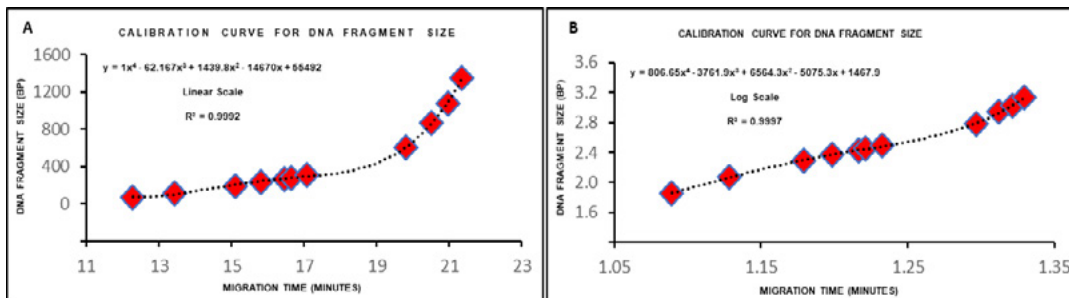 A
CALIBRATION CURVE FOR DNA FRAGMENT SIZE
y = 1x⁴ - 62.167x³ + 1439.8x² - 14670x + 55492
Linear Scale
R² = 0.9992
DNA FRAGMENT SIZE (BP)
1600
1200
800
400
0
11 13 15 17 19 21 23
MIGRATION TIME (MINUTES)
B
CALIBRATION CURVE FOR DNA FRAGMENT SIZE
y = 806.65x⁴ - 3761.9x³ + 6564.3x² - 5075.3x + 1467.9
Log Scale
R² = 0.9997
DNA FRAGMENT SIZE (BP)
3.6
3.2
2.8
2.4
2.0
1.6
1.05 1.15 1.25 1.35
MIGRATION TIME (MINUTES)